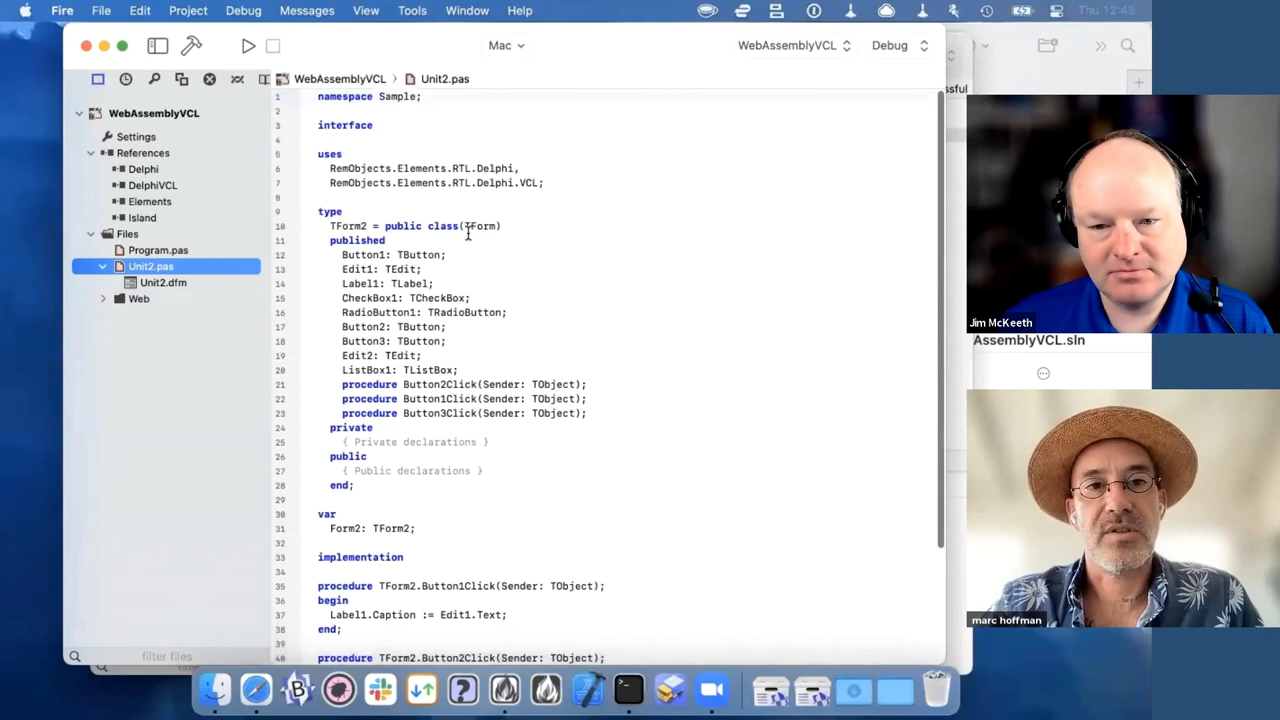 Fire File Edit Project Debug Messages View Tools Window Help Thu 12:43
Mac WebAssemblyVCL Debug
WebAssemblyVCL Unit2.pas
WebAssemblyVCL
Settings
References
Delphi
DelphiVCL
Elements
Island
Files
Program.pas
Unit2.pas
Unit2.dfm
Web
filter files
1 namespace Sample;
2
3 interface
4
5 uses
6 RemObjects.Elements.RTL.Delphi,
7 RemObjects.Elements.RTL.Delphi.VCL;
8
9 type
10 TForm2 = public class(TForm)
11 published
12 Button1: TButton;
13 Edit1: TEdit;
14 Label1: TLabel;
15 CheckBox1: TCheckBox;
16 RadioButton1: TRadioButton;
17 Button2: TButton;
18 Button3: TButton;
19 Edit2: TEdit;
20 ListBox1: TListBox;
21 procedure Button2Click(Sender: TObject);
22 procedure Button1Click(Sender: TObject);
23 procedure Button3Click(Sender: TObject);
24 private
25 { Private declarations }
26 public
27 { Public declarations }
28 end;
29
30 var
31 Form2: TForm2;
32
33 implementation
34
35 procedure TForm2.Button1Click(Sender: TObject);
36 begin
37 Label1.Caption := Edit1.Text;
38 end;
39
40 procedure TForm2.Button2Click(Sender: TObject);
sful
Jim McKeeth
AssemblyVCL.sln
marc hoffman